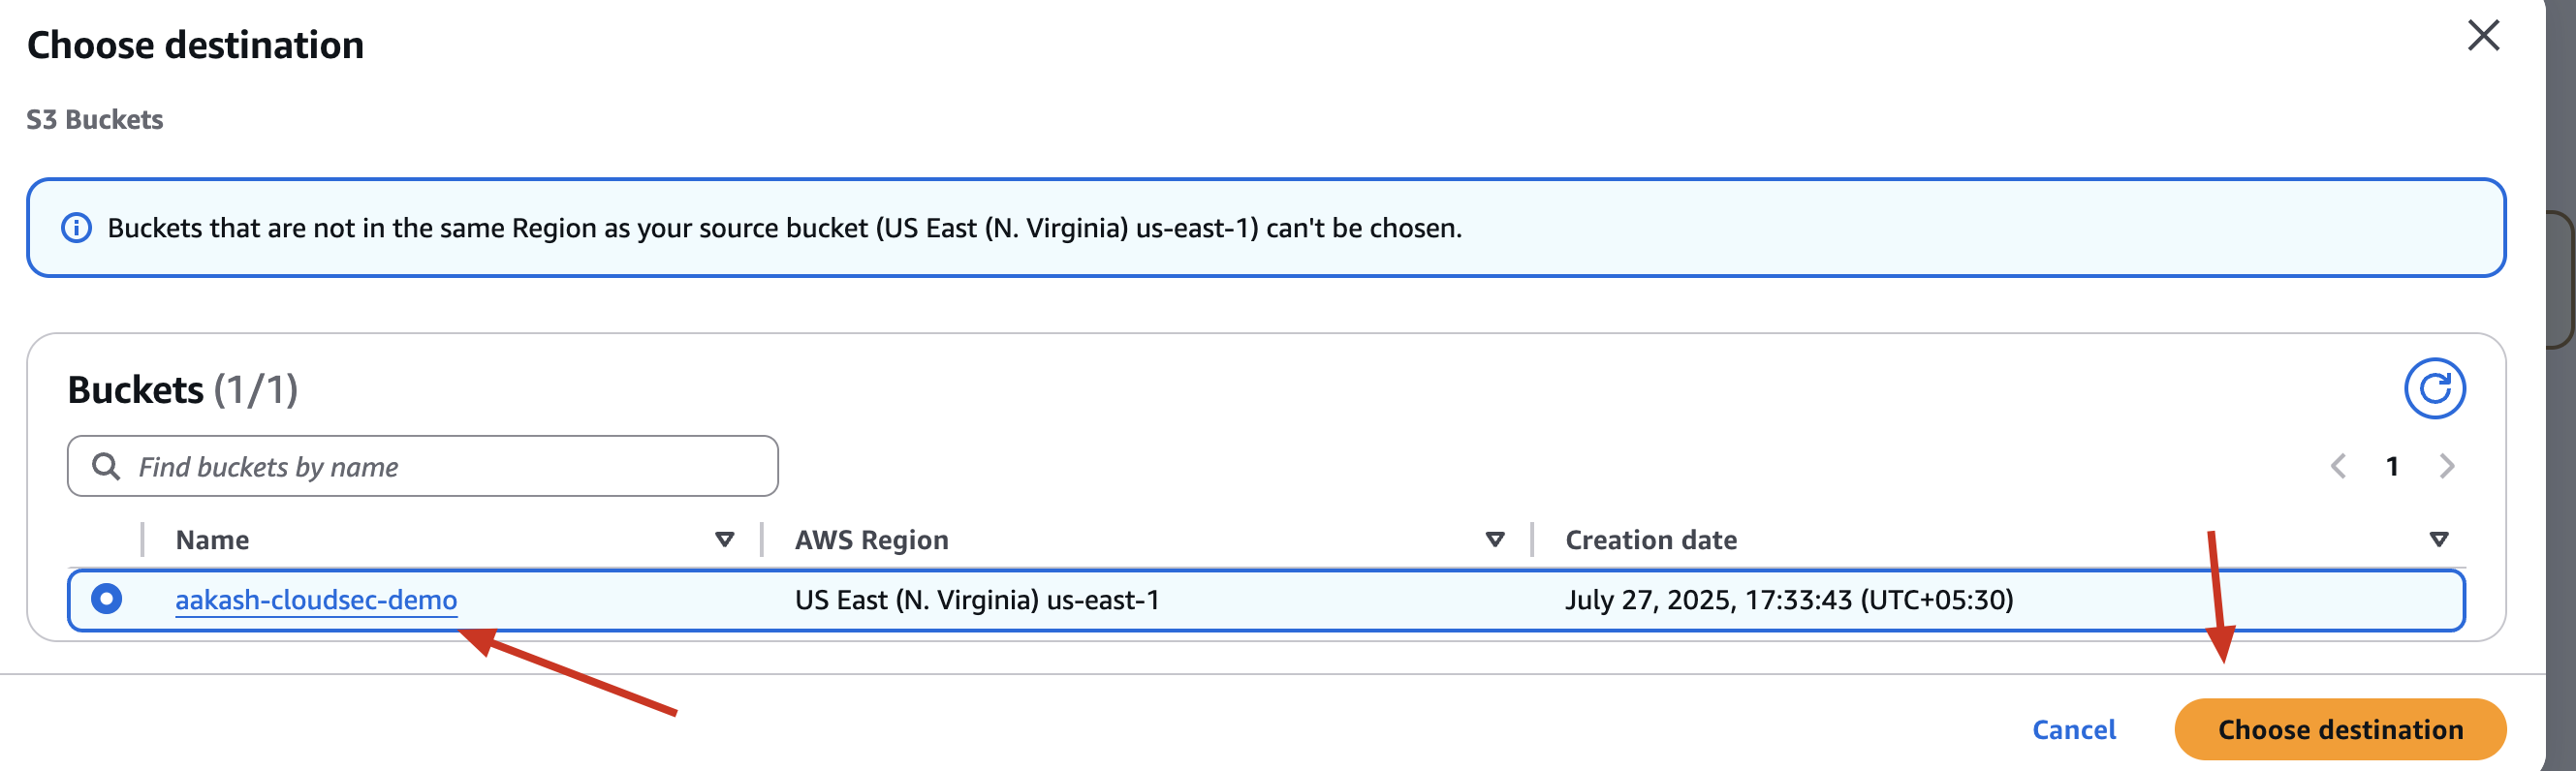 Choose destination
S3 Buckets
Buckets that are not in the same Region as your source bucket (US East (N. Virginia) us-east-1) can't be chosen.
Buckets (1/1)
Find buckets by name
1
Name AWS Region Creation date
aakash-cloudsec-demo US East (N. Virginia) us-east-1 July 27, 2025, 17:33:43 (UTC+05:30)
Cancel Choose destination